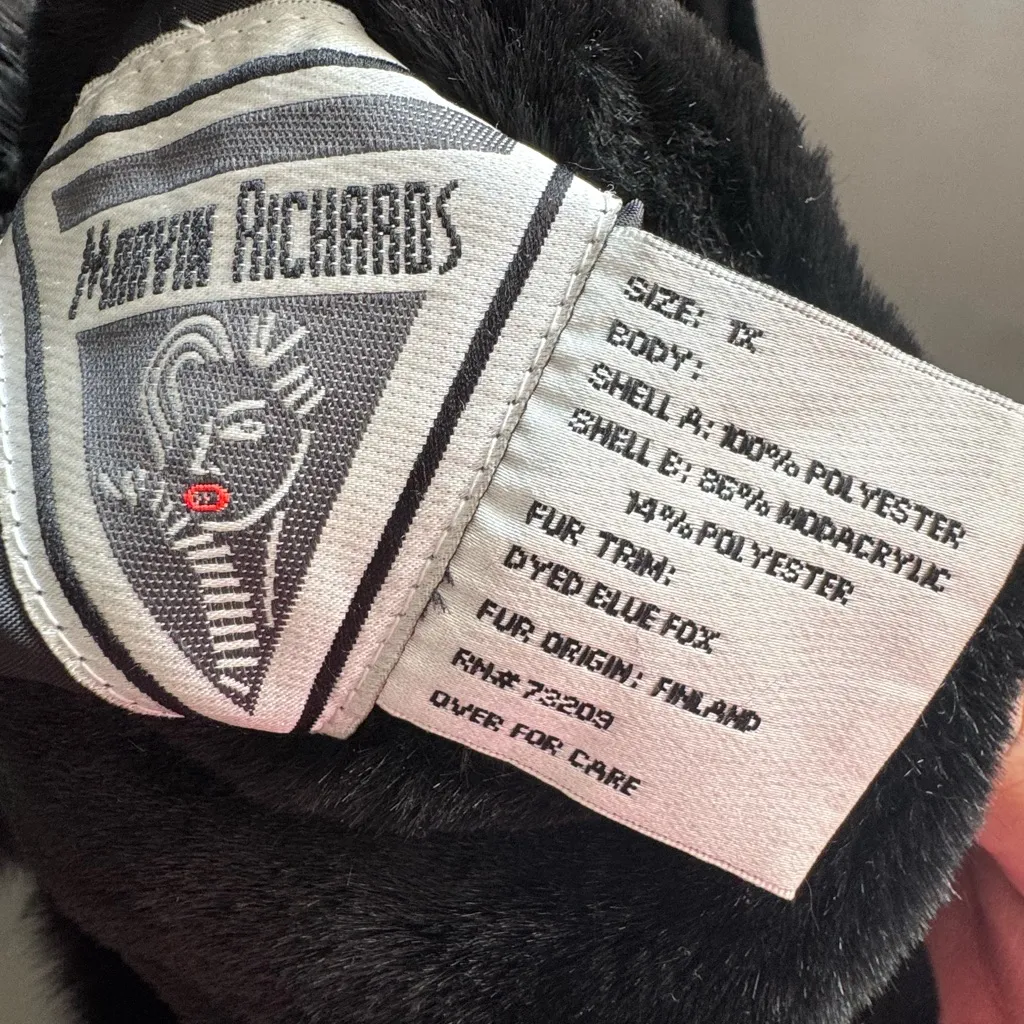 MARVIN RICHARDS
SIZE: 1X
BODY:
SHELL A: 100% POLYESTER
SHELL B: 86% MODACRYLIC
14% POLYESTER
FUR TRIM:
DYED BLUE FOX
FUR ORIGIN: FINLAND
RN# 73209
OVER FOR CARE